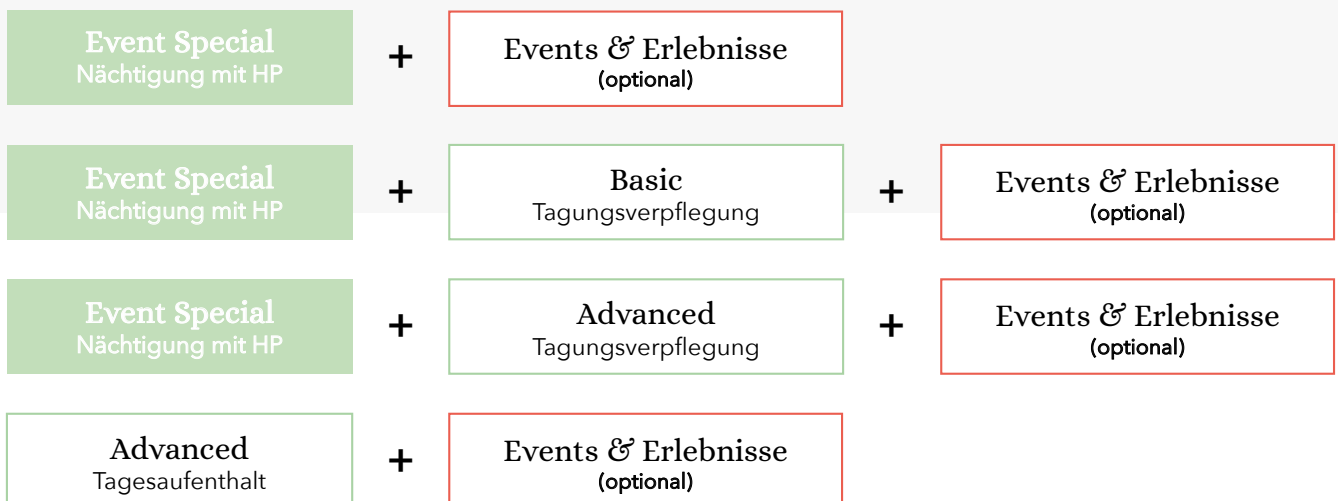 Event Special + Events & Erlebnisse
Nächtigung mit HP (optional)
Event Special + Basic + Events & Erlebnisse
Nächtigung mit HP Tagungsverpflegung (optional)
Event Special + Advanced + Events & Erlebnisse
Nächtigung mit HP Tagungsverpflegung (optional)
Advanced + Events & Erlebnisse
Tagesaufenthalt (optional)